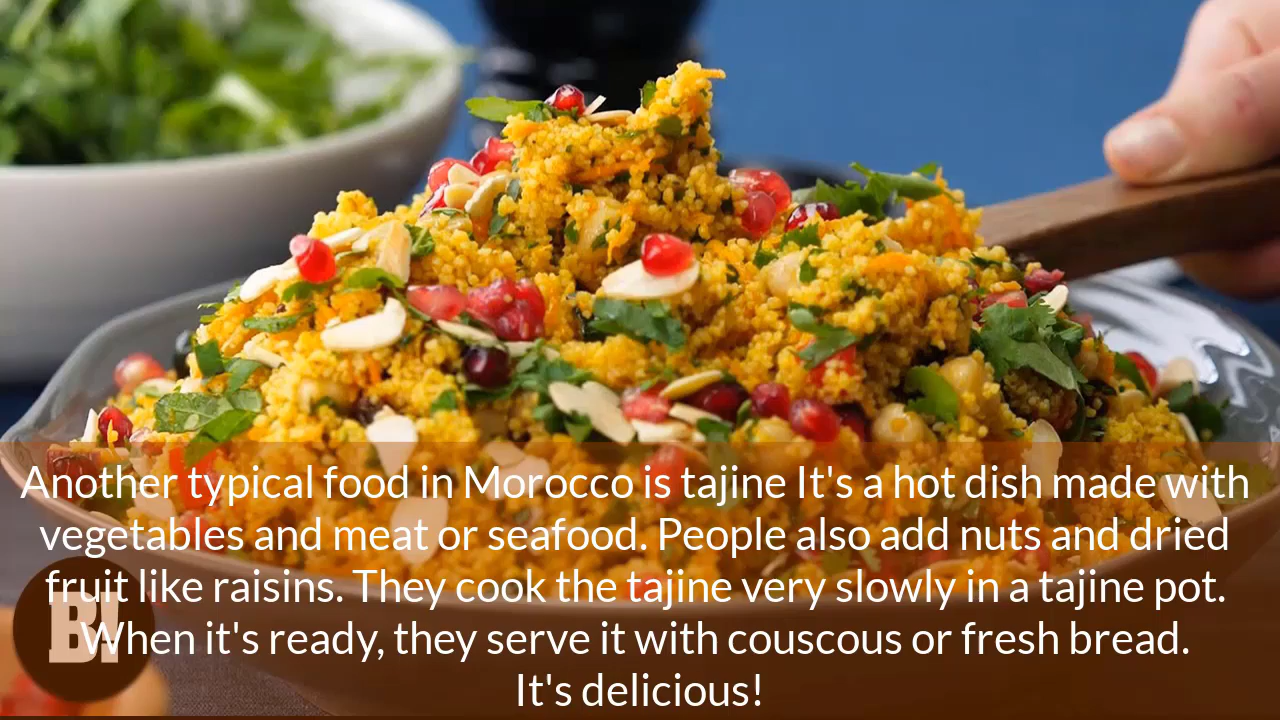 Another typical food in Morocco is tajine It's a hot dish made with
vegetables and meat or seafood. People also add nuts and dried
fruit like raisins. They cook the tajine very slowly in a tajine pot.
When it's ready, they serve it with couscous or fresh bread.
It's delicious!
B!